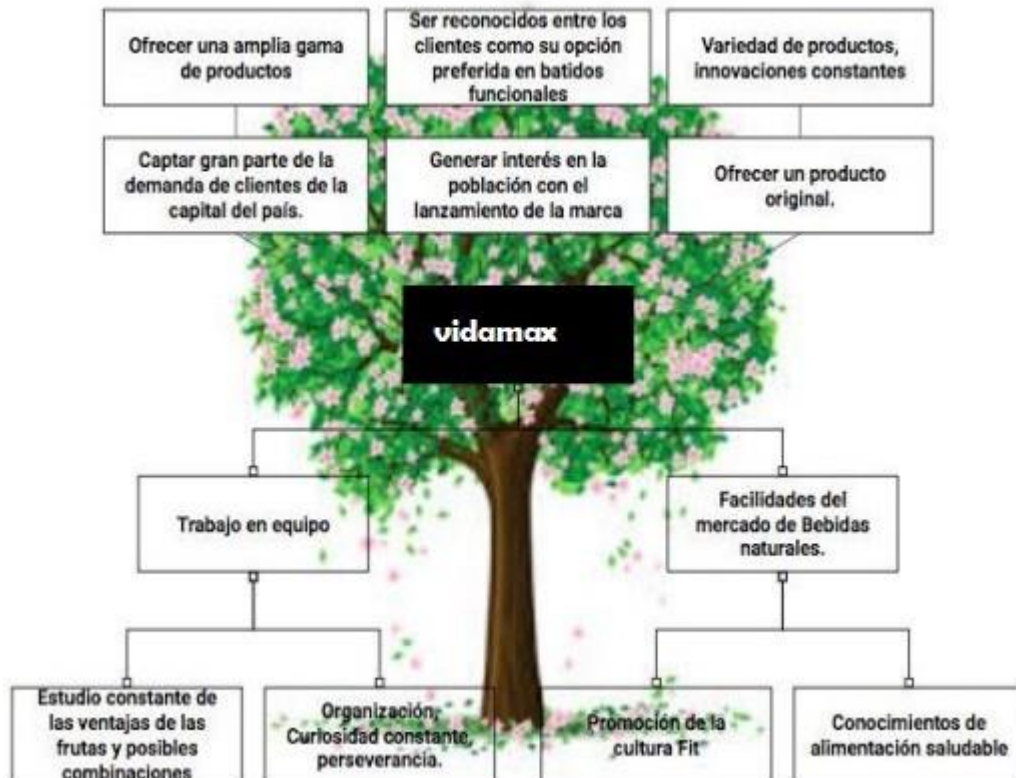 Ofrecer una amplia gama
de productos
Ser reconocidos entre los
clientes como su opción
preferida en batidos
funcionales
Variedad de productos,
innovaciones constantes
Captar gran parte de la
demanda de clientes de la
capital del país.
Generar interés en la
población con el
lanzamiento de la marca
Ofrecer un producto
original.
vidamax
Trabajo en equipo
Facilidades del
mercado de Bebidas
naturales.
Estudio constante de
las ventajas de las
frutas y posibles
combinaciones
Organización,
Curiosidad constante,
perseverancia.
Promoción de la
cultura "Fit"
Conocimientos de
alimentación saludable